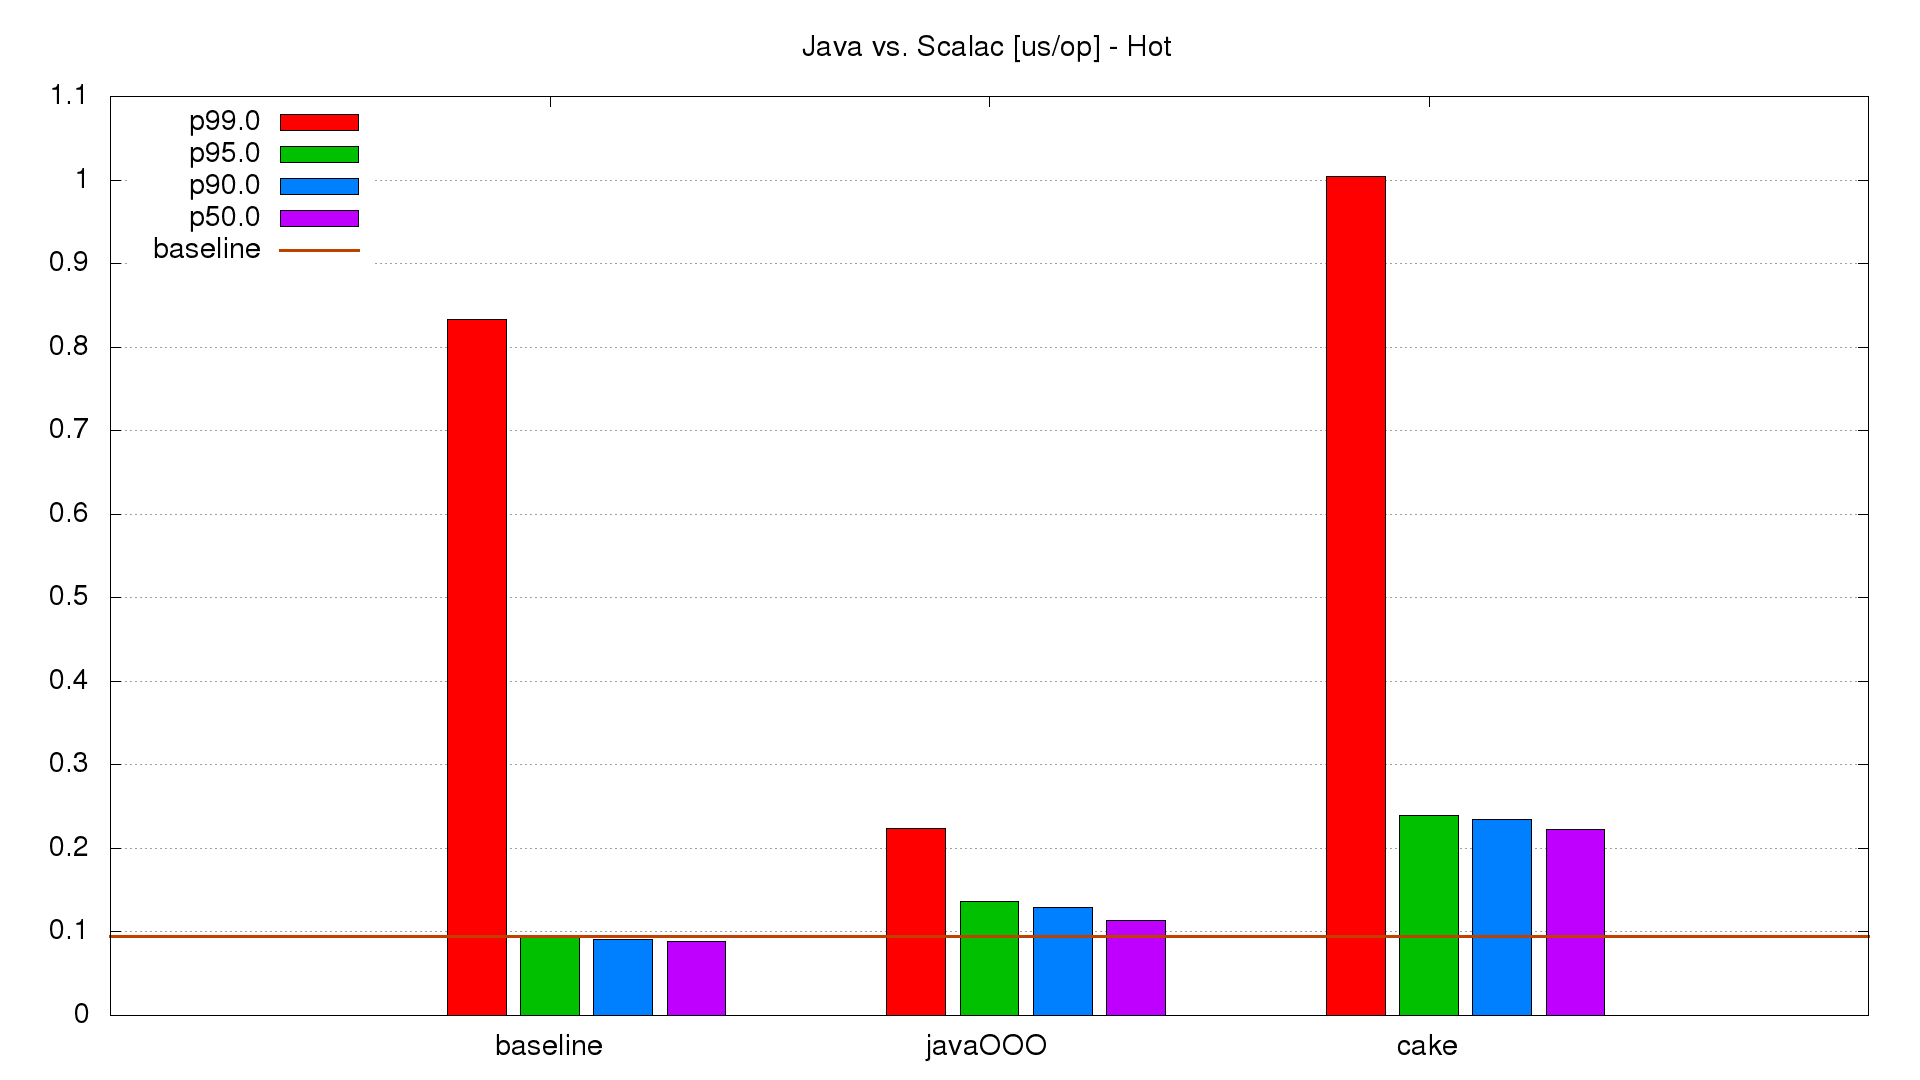 Java vs. Scalac [us/op] - Hot
1.1
1
0.9
0.8
0.7
0.6
0.5
0.4
0.3
0.2
0.1
0
p99.0
p95.0
p90.0
p50.0
baseline
baseline javaOOO cake